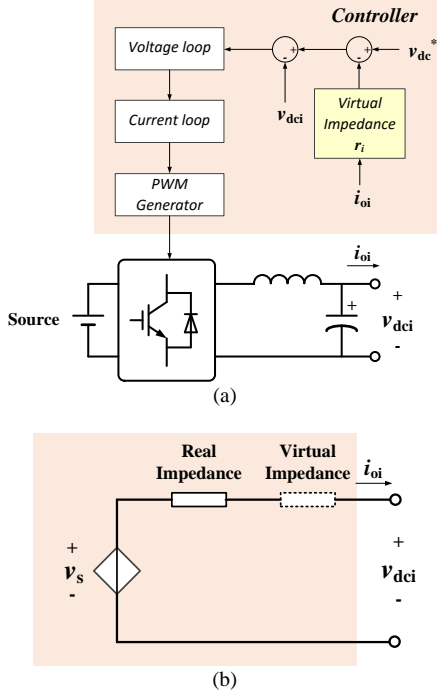 Controller
Voltage loop
+
-
+
-
v_dc*
v_dci
Virtual
Impedance
r_i
i_oi
Current loop
PWM
Generator
i_oi
Source
+
+
v_dci
-
(a)
Real
Impedance
Virtual
Impedance
i_oi
+
v_s
-
+
v_dci
-
(b)